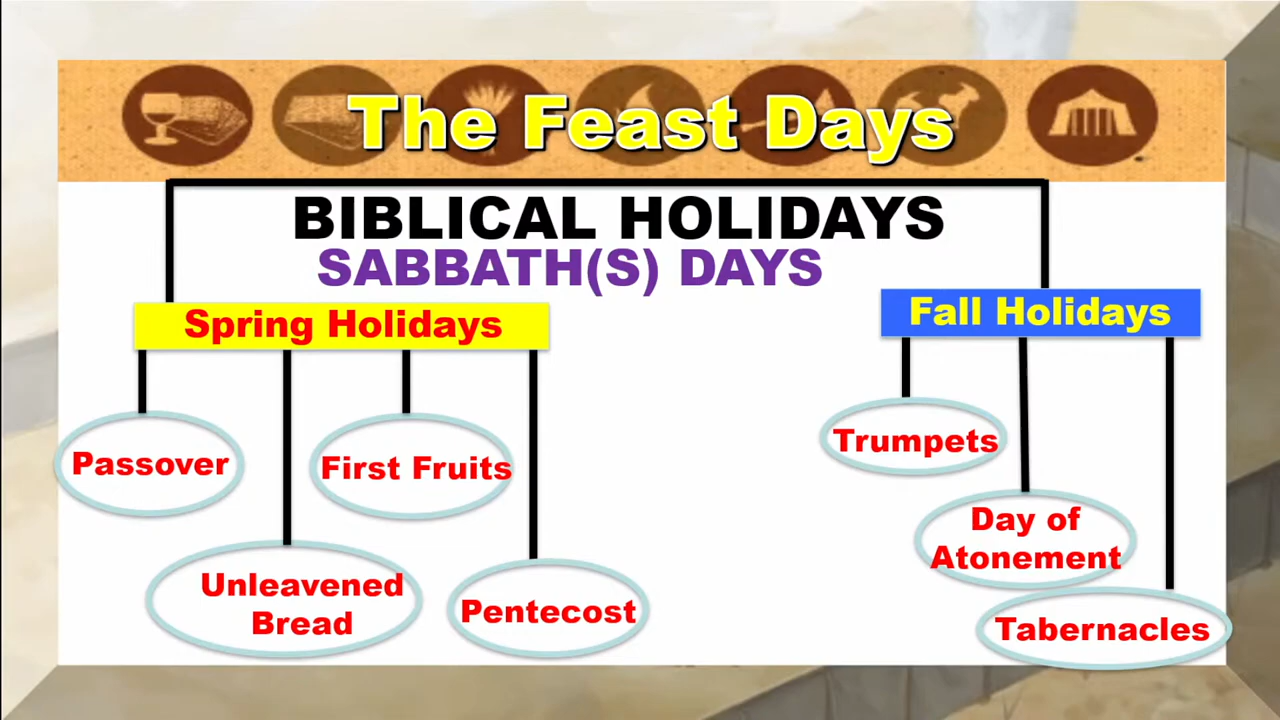 The Feast Days
BIBLICAL HOLIDAYS
SABBATH(S) DAYS
Spring Holidays
Fall Holidays
Passover
First Fruits
Trumpets
Unleavened
Bread
Pentecost
Day of
Atonement
Tabernacles